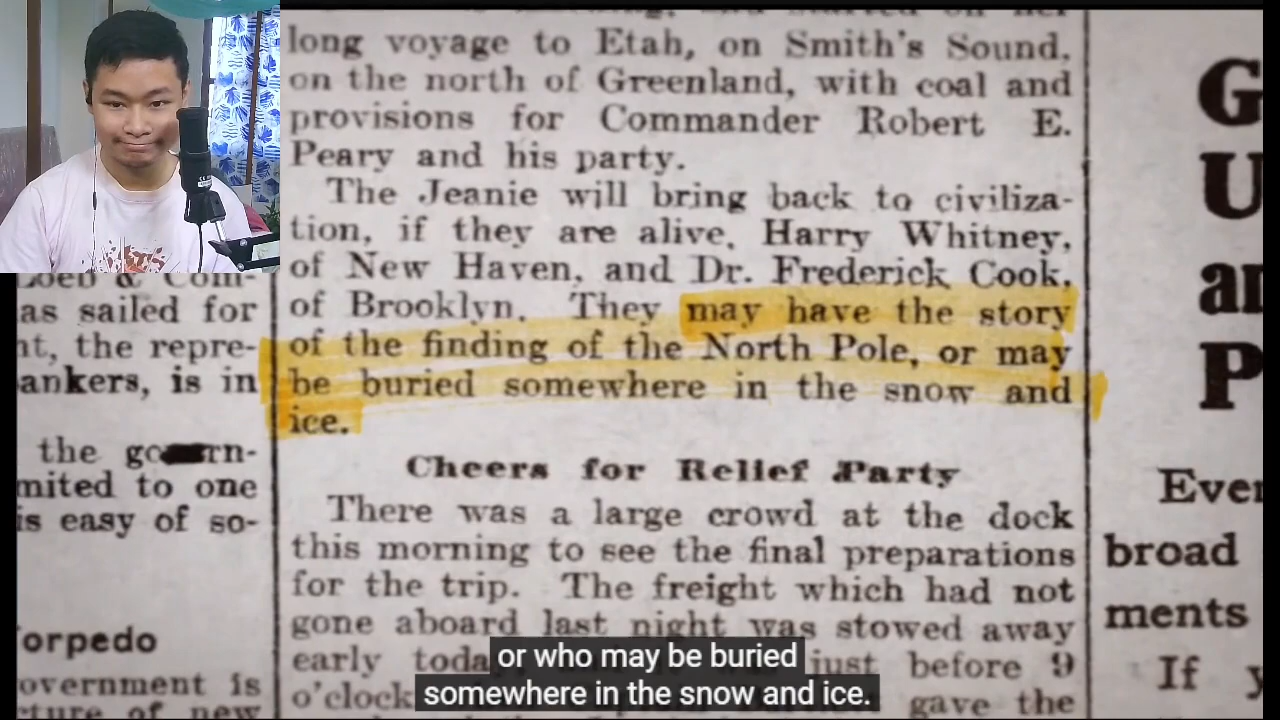 long voyage to Etah, on Smith's Sound,
on the north of Greenland, with coal and
provisions for Commander Robert E.
Peary and his party.
The Jeanie will bring back to civiliza-
tion, if they are alive, Harry Whitney,
of New Haven, and Dr. Frederick Cook,
of Brooklyn. They may have the story
of the finding of the North Pole, or may
be buried somewhere in the snow and
ice.
Cheers for Relief Party
There was a large crowd at the dock
this morning to see the final preparations
for the trip. The freight which had not
gone aboard last night was stowed away
early just before 9
o'clock gave the
Loeb & Com-
as sailed for
the repre-
ankers, is in
the
mited to one
is easy of so-
orpedo
overnment is
cture of new
G
U
P
Ever
broad
ments
If
or who may be buried
somewhere in the snow and ice.